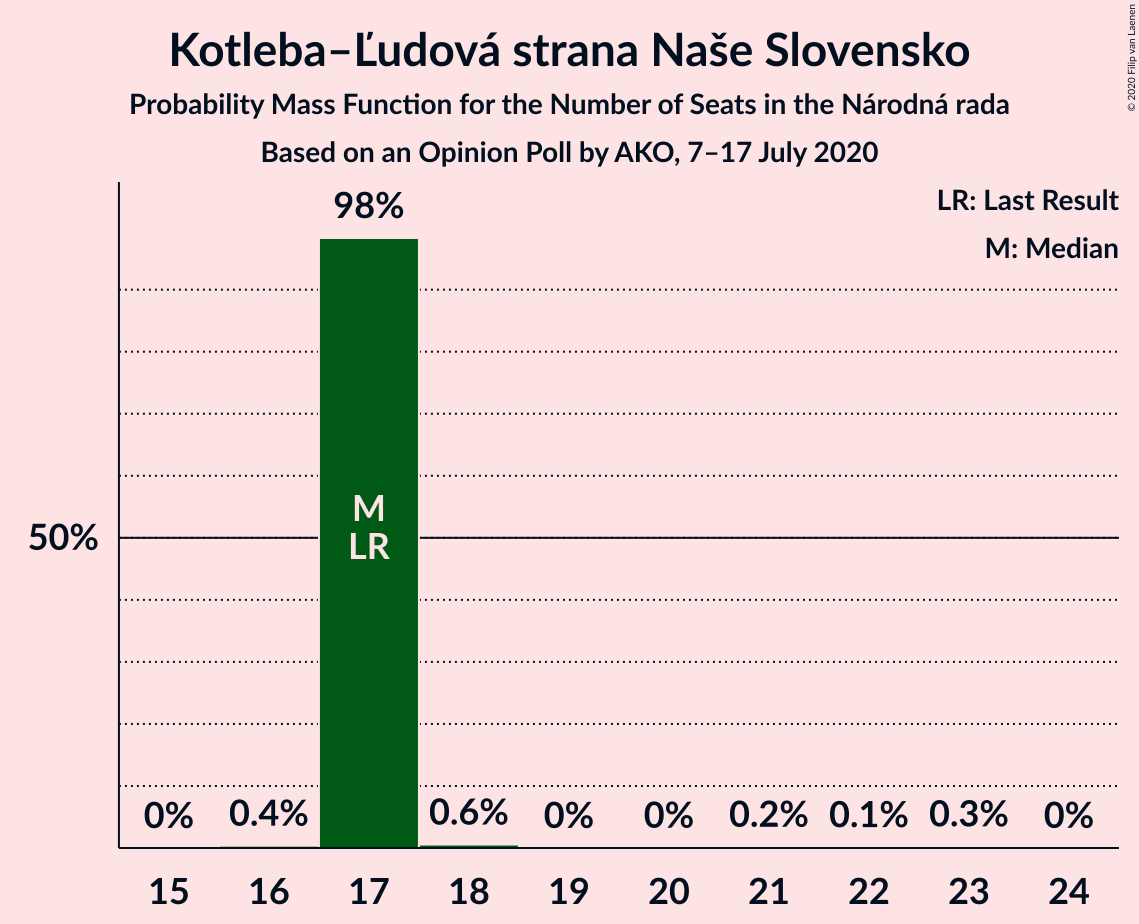 Kotleba–Ľudová strana Naše Slovensko
Probability Mass Function for the Number of Seats in the Národná rada
Based on an Opinion Poll by AKO, 7–17 July 2020
© 2020 Filip van Laenen
LR: Last Result
M: Median
98%
M
LR
50%
0% 0.4% 0.6% 0% 0% 0.2% 0.1% 0.3% 0%
15 16 17 18 19 20 21 22 23 24